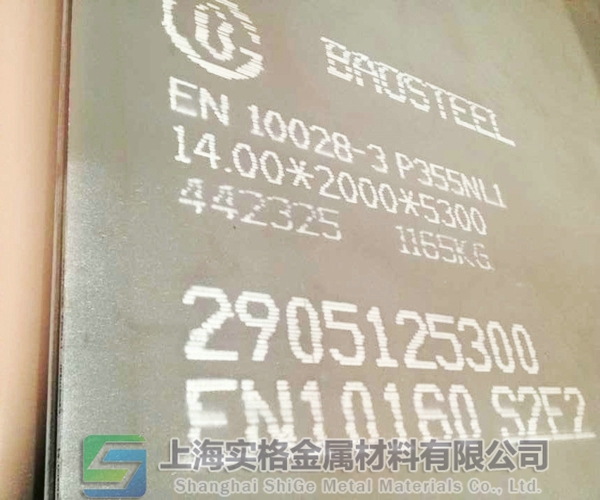 BAOSTEEL
EN 10028-3 P355NL1
14.00*2000*5300
442325 1165KG
2905125300
EN10160 S2E2
上海实格金属材料有限公司
Shanghai ShiGe Metal Materials Co., Ltd.